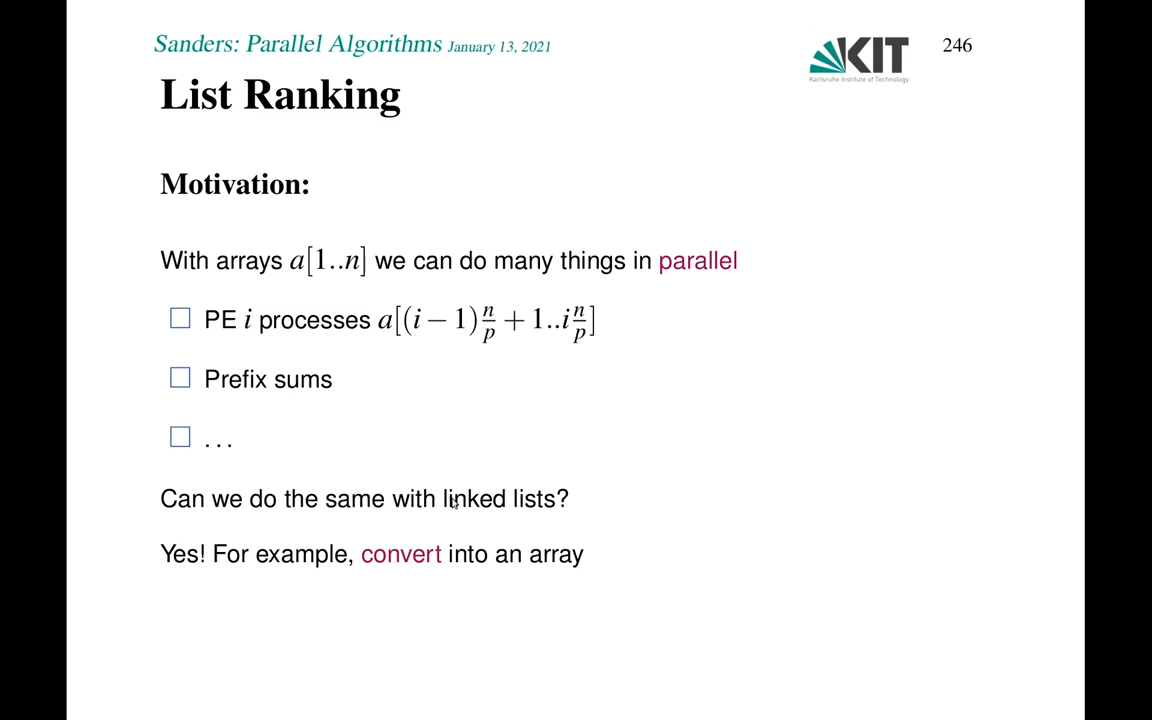 Sanders: Parallel Algorithms January 13, 2021
KIT
Karlsruhe Institute of Technology
246
List Ranking
Motivation:
With arrays a[1..n] we can do many things in parallel
□ PE i processes a[(i − 1)n/p + 1..i n/p]
□ Prefix sums
□ ...
Can we do the same with linked lists?
Yes! For example, convert into an array